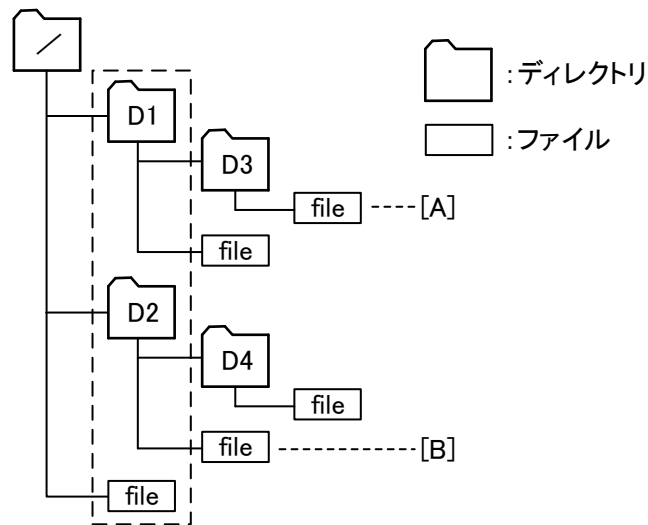 /
:ディレクトリ
D1
:ファイル
D3
file ----[A]
file
D2
D4
file
file -----------[B]
file